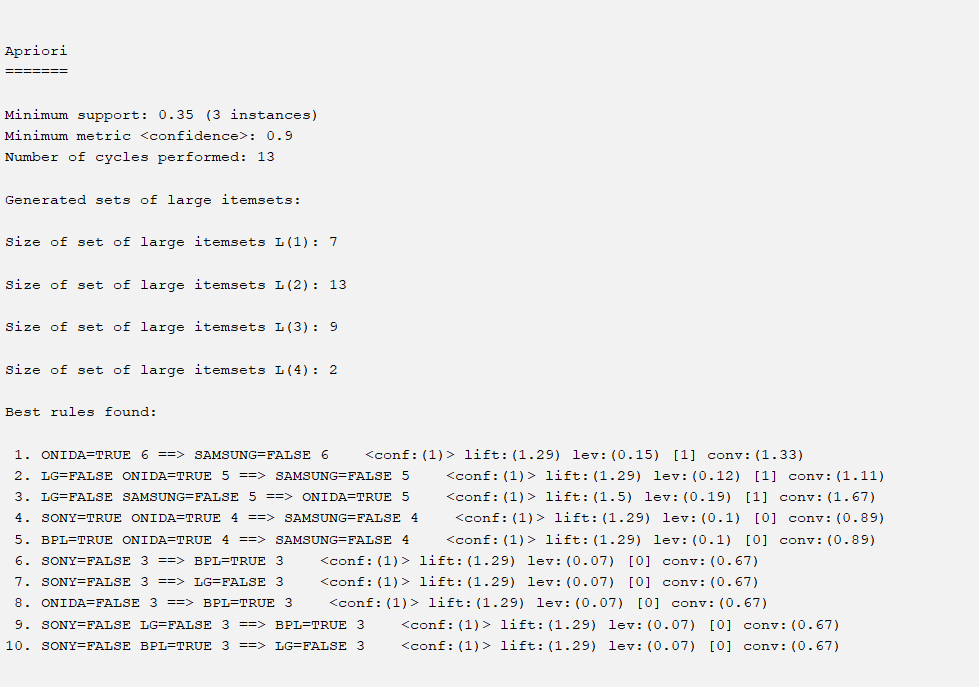 Apriori
=======
Minimum support: 0.35 (3 instances)
Minimum metric <confidence>: 0.9
Number of cycles performed: 13
Generated sets of large itemsets:
Size of set of large itemsets L(1): 7
Size of set of large itemsets L(2): 13
Size of set of large itemsets L(3): 9
Size of set of large itemsets L(4): 2
Best rules found:
1. ONIDA=TRUE 6 ==> SAMSUNG=FALSE 6    <conf:(1)> lift:(1.29) lev:(0.15) [1] conv:(1.33)
2. LG=FALSE ONIDA=TRUE 5 ==> SAMSUNG=FALSE 5    <conf:(1)> lift:(1.29) lev:(0.12) [1] conv:(1.11)
3. LG=FALSE SAMSUNG=FALSE 5 ==> ONIDA=TRUE 5    <conf:(1)> lift:(1.5) lev:(0.19) [1] conv:(1.67)
4. SONY=TRUE ONIDA=TRUE 4 ==> SAMSUNG=FALSE 4    <conf:(1)> lift:(1.29) lev:(0.1) [0] conv:(0.89)
5. BPL=TRUE ONIDA=TRUE 4 ==> SAMSUNG=FALSE 4    <conf:(1)> lift:(1.29) lev:(0.1) [0] conv:(0.89)
6. SONY=FALSE 3 ==> BPL=TRUE 3    <conf:(1)> lift:(1.29) lev:(0.07) [0] conv:(0.67)
7. SONY=FALSE 3 ==> LG=FALSE 3    <conf:(1)> lift:(1.29) lev:(0.07) [0] conv:(0.67)
8. ONIDA=FALSE 3 ==> BPL=TRUE 3    <conf:(1)> lift:(1.29) lev:(0.07) [0] conv:(0.67)
9. SONY=FALSE LG=FALSE 3 ==> BPL=TRUE 3    <conf:(1)> lift:(1.29) lev:(0.07) [0] conv:(0.67)
10. SONY=FALSE BPL=TRUE 3 ==> LG=FALSE 3    <conf:(1)> lift:(1.29) lev:(0.07) [0] conv:(0.67)